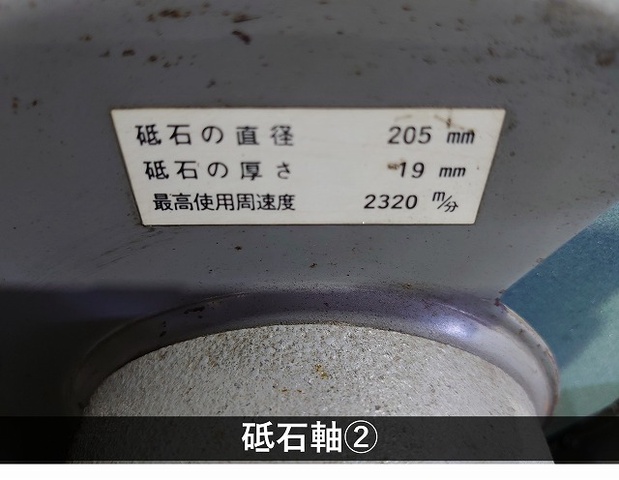 砥石の直径 205 mm
砥石の厚さ 19 mm
最高使用周速度 2320 m/分
砥石軸②